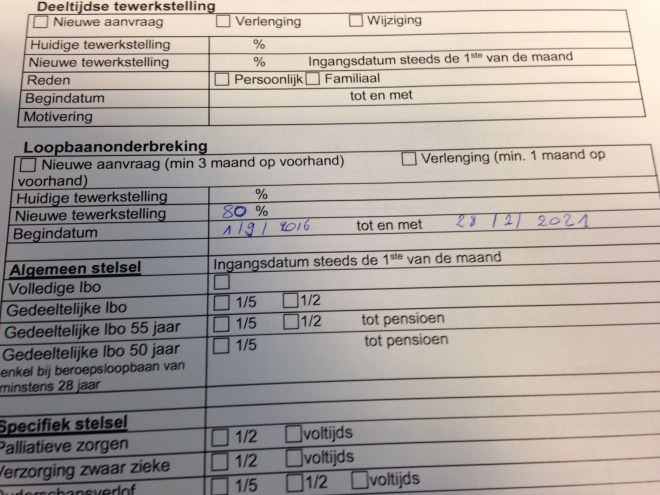 Deeltijdse tewerkstelling
Nieuwe aanvraag Verlenging Wijziging
Huidige tewerkstelling %
Nieuwe tewerkstelling % Ingangsdatum steeds de 1ste van de maand
Reden Persoonlijk Familiaal
Begindatum tot en met
Motivering
Loopbaanonderbreking
Nieuwe aanvraag (min 3 maand op voorhand) Verlenging (min. 1 maand op
voorhand)
Huidige tewerkstelling %
Nieuwe tewerkstelling 80 %
Begindatum 1/9/2016 tot en met 28/2/2021
Algemeen stelsel Ingangsdatum steeds de 1ste van de maand
Volledige lbo
Gedeeltelijke lbo 1/5 1/2
Gedeeltelijke lbo 55 jaar 1/5 1/2 tot pensioen
Gedeeltelijke lbo 50 jaar 1/5 tot pensioen
enkel bij beroepsloopbaan van
minstens 28 jaar
Specifiek stelsel
Palliatieve zorgen 1/2 voltijds
Verzorging zwaar zieke 1/2 voltijds
Ouderschapsverlof 1/5 1/2 voltijds